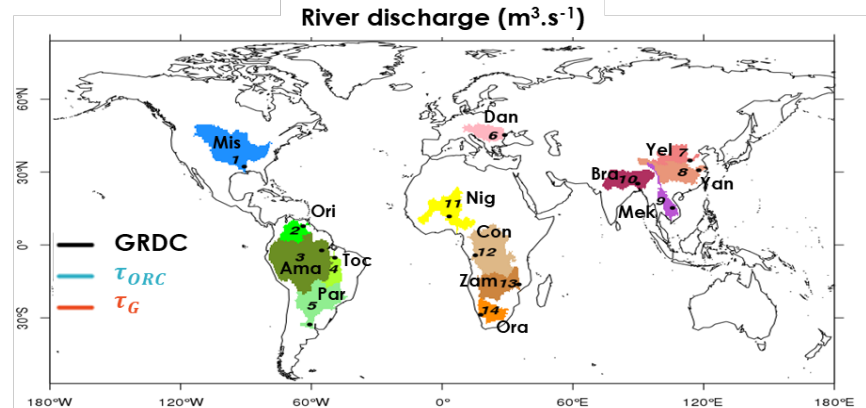 River discharge (m³.s⁻¹)
60°N
30°N
0°
30°S
Mis
1
Dan
6
Yel 7
8
Yan
Bra
10
9
Mek
Nig
11
Ori
2
3
Ama
Toc
4
Par
5
Con
12
Zam
13
14
Ora
GRDC
τ_ORC
τ_G
180°W
120°W
60°W
0°
60°E
120°E
180°E